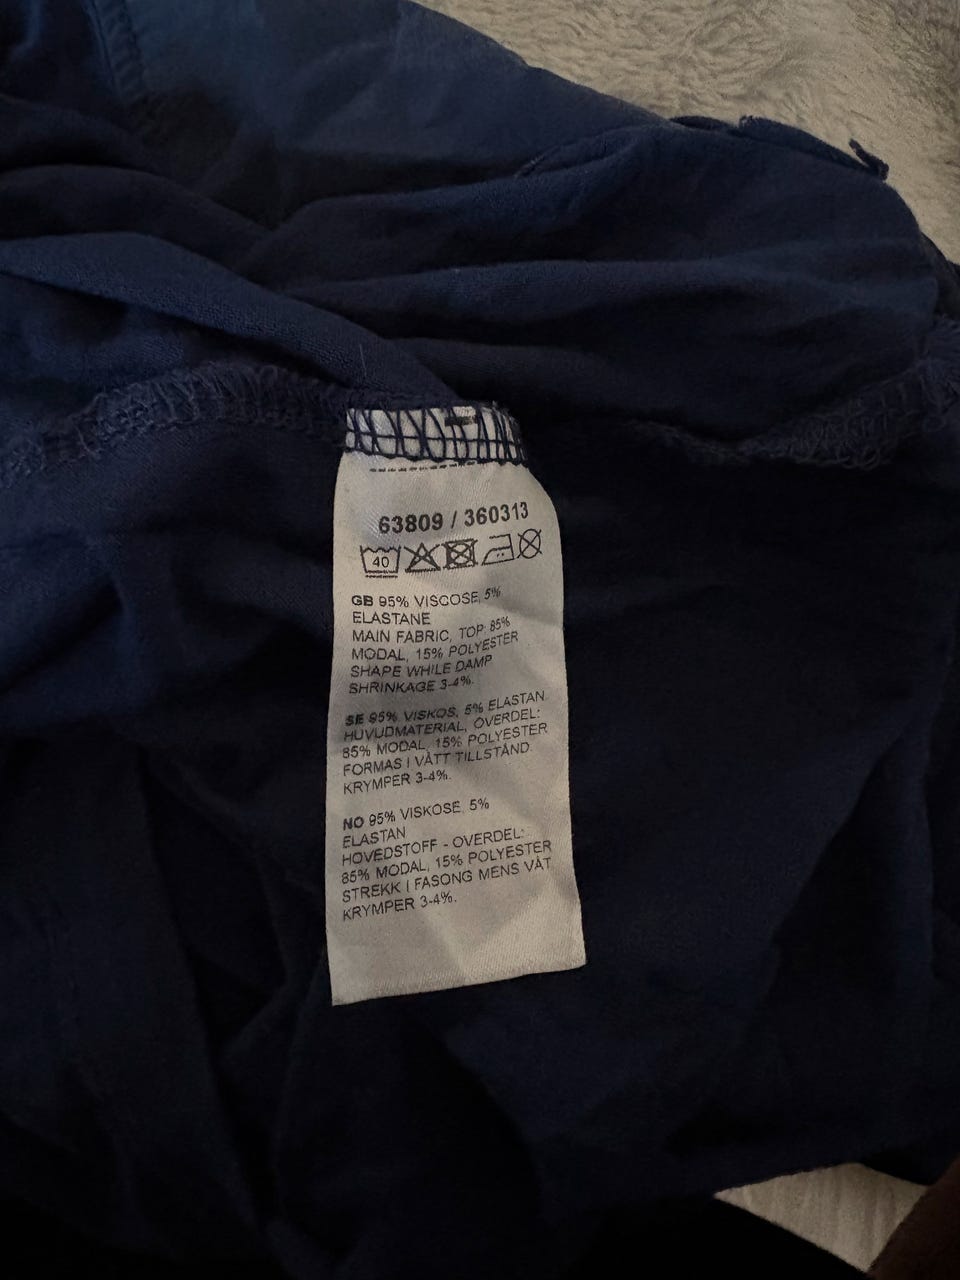 63809 / 360313
40
GB 95% VISCOSE, 5%
ELASTANE
MAIN FABRIC, TOP: 85%
MODAL, 15% POLYESTER
SHAPE WHILE DAMP
SHRINKAGE 3-4%.
SE 95% VISKOS, 5% ELASTAN
HUVUDMATERIAL, OVERDEL:
85% MODAL, 15% POLYESTER
FORMAS I VÅTT TILLSTÅND.
KRYMPER 3-4%.
NO 95% VISKOSE, 5%
ELASTAN
HOVEDSTOFF - OVERDEL:
85% MODAL, 15% POLYESTER
STREKK I FASONG MENS VÅT
KRYMPER 3-4%.